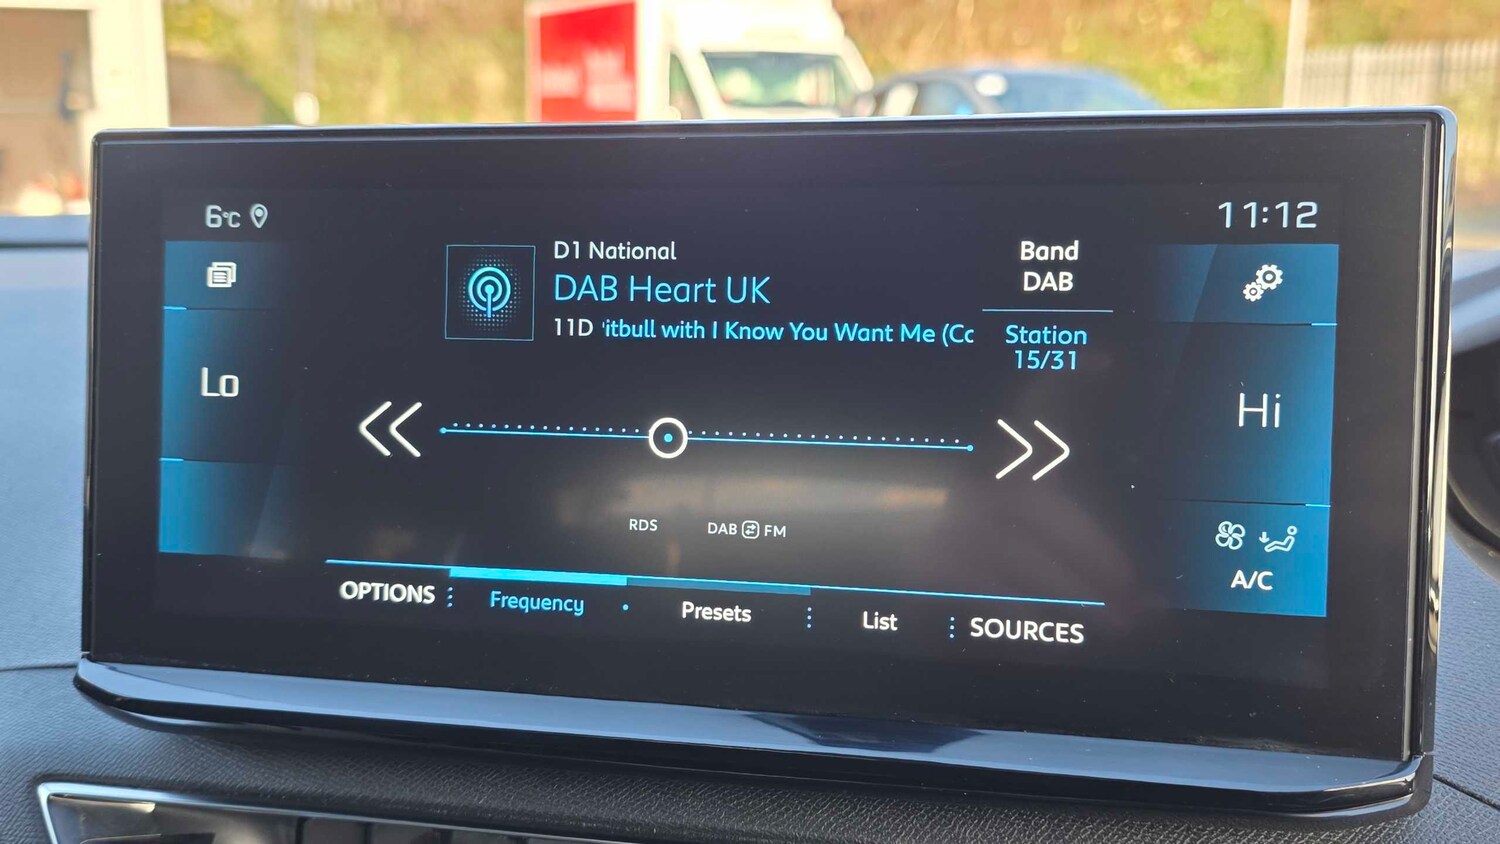 6°C
11:12
D1 National
DAB Heart UK
11D 'itbull with I Know You Want Me (Co
Band
DAB
Station
15/31
Lo
Hi
RDS
DAB FM
A/C
OPTIONS
Frequency
Presets
List
SOURCES